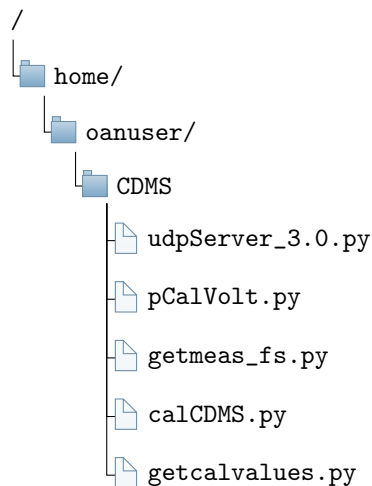 /
home/
oanuser/
CDMS
udpServer_3.0.py
pCalVolt.py
getmeas_fs.py
calCDMS.py
getcalvalues.py